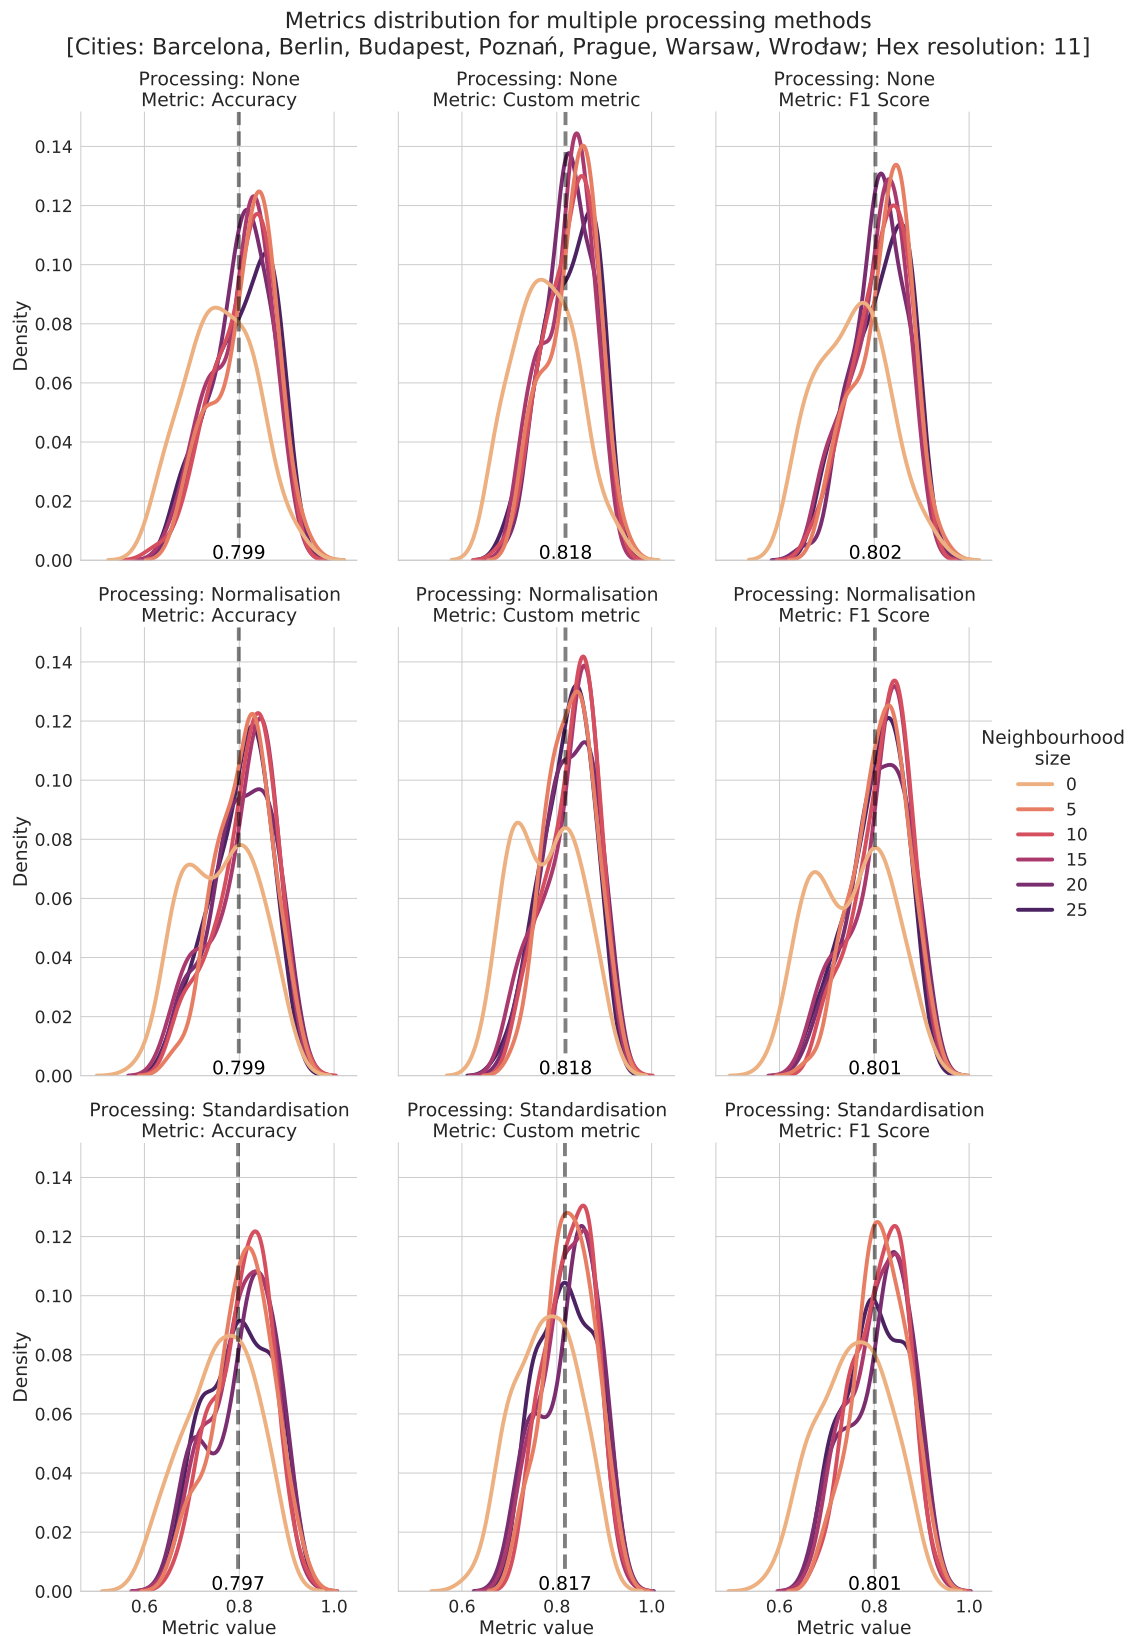 Metrics distribution for multiple processing methods
[Cities: Barcelona, Berlin, Budapest, Poznań, Prague, Warsaw, Wrocław; Hex resolution: 11]
Processing: None
Metric: Accuracy
Processing: None
Metric: Custom metric
Processing: None
Metric: F1 Score
Density
0.14
0.12
0.10
0.08
0.06
0.04
0.02
0.00
0.799
0.818
0.802
Processing: Normalisation
Metric: Accuracy
Processing: Normalisation
Metric: Custom metric
Processing: Normalisation
Metric: F1 Score
Density
0.14
0.12
0.10
0.08
0.06
0.04
0.02
0.00
0.799
0.818
0.801
Neighbourhood
size
0
5
10
15
20
25
Processing: Standardisation
Metric: Accuracy
Processing: Standardisation
Metric: Custom metric
Processing: Standardisation
Metric: F1 Score
Density
0.14
0.12
0.10
0.08
0.06
0.04
0.02
0.00
0.797
0.817
0.801
0.6 0.8 1.0
0.6 0.8 1.0
0.6 0.8 1.0
Metric value
Metric value
Metric value